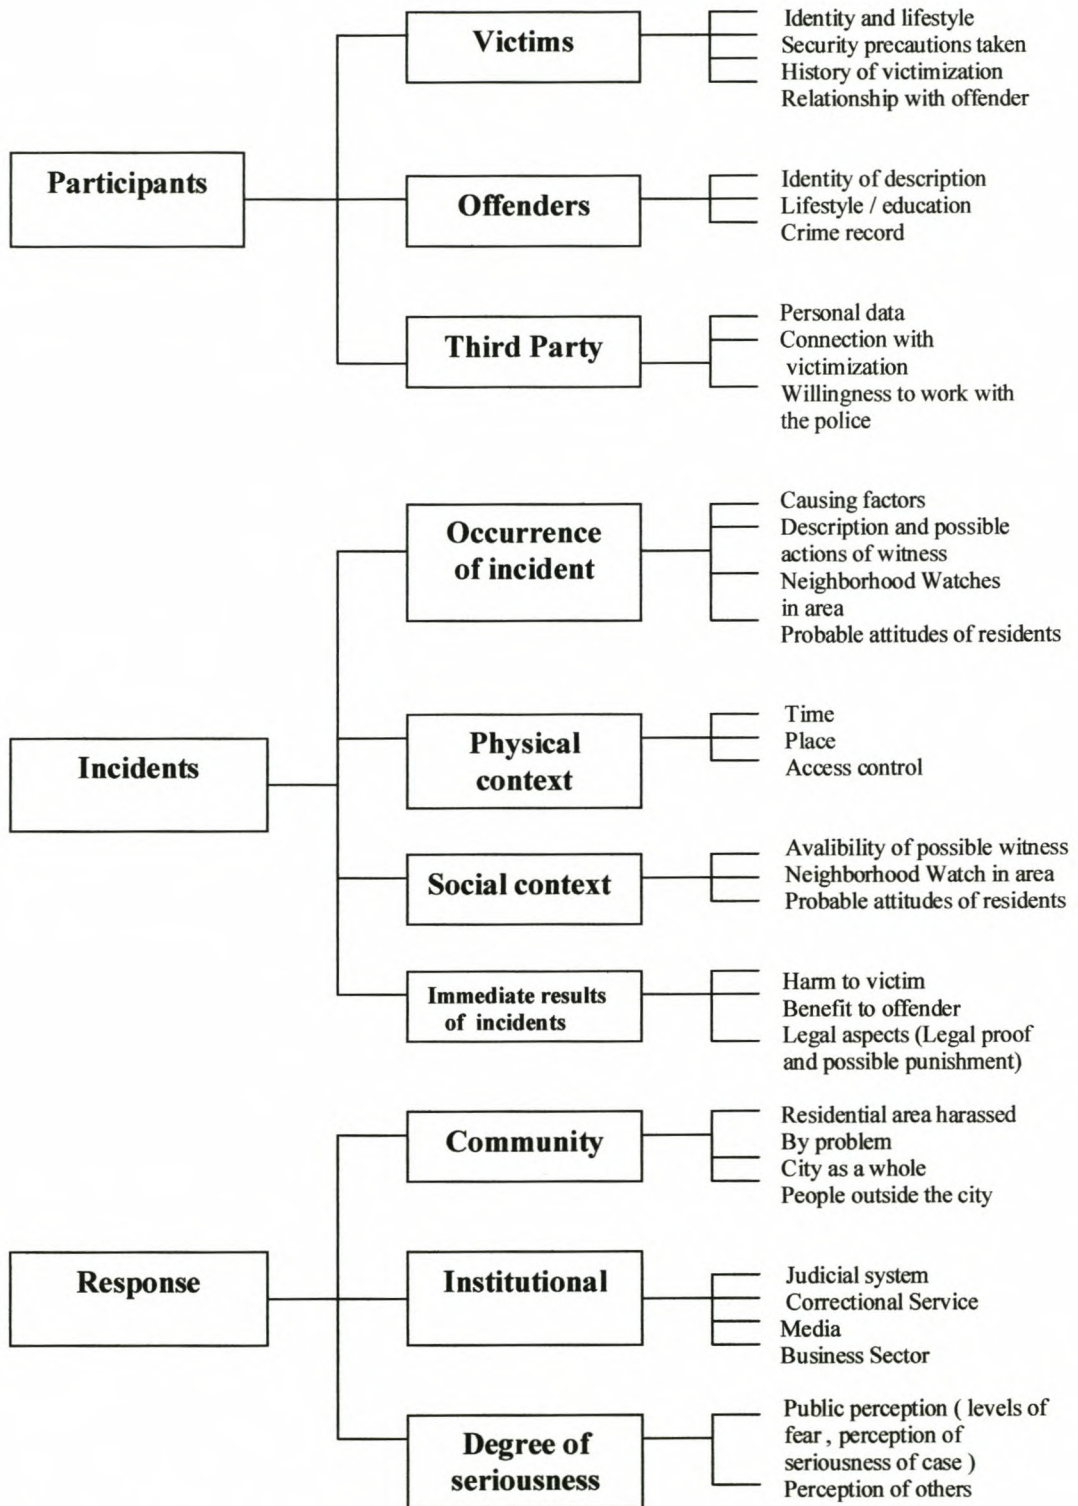 Participants
Victims
Identity and lifestyle
Security precautions taken
History of victimization
Relationship with offender
Offenders
Identity of description
Lifestyle / education
Crime record
Third Party
Personal data
Connection with
victimization
Willingness to work with
the police
Incidents
Occurrence
of incident
Causing factors
Description and possible
actions of witness
Neighborhood Watches
in area
Probable attitudes of residents
Physical
context
Time
Place
Access control
Social context
Avalibility of possible witness
Neighborhood Watch in area
Probable attitudes of residents
Immediate results
of incidents
Harm to victim
Benefit to offender
Legal aspects (Legal proof
and possible punishment)
Response
Community
Residential area harassed
By problem
City as a whole
People outside the city
Institutional
Judicial system
Correctional Service
Media
Business Sector
Degree of
seriousness
Public perception ( levels of
fear , perception of
seriousness of case )
Perception of others